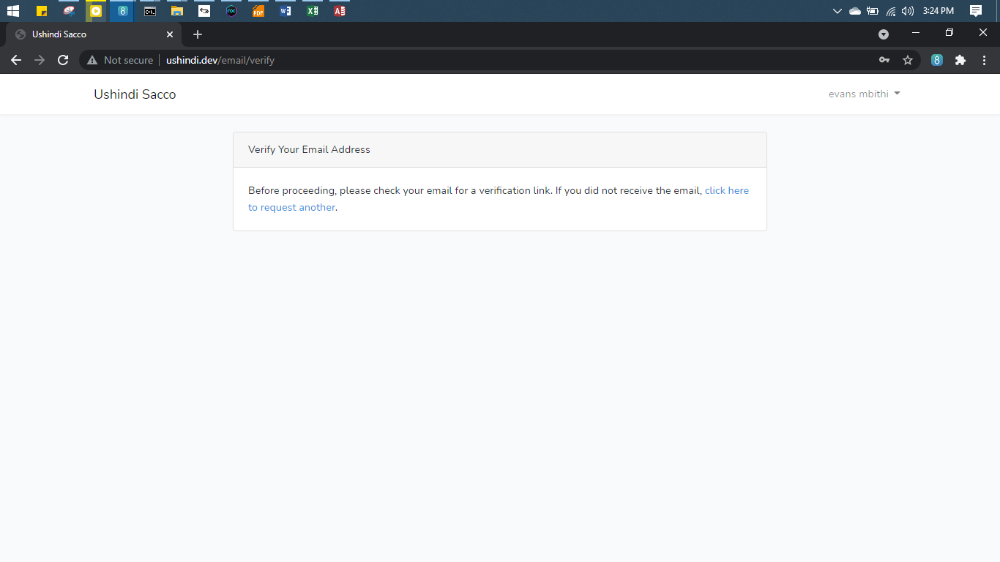 3:24 PM
Ushindi Sacco
Not secure
ushindi.dev/email/verify
Ushindi Sacco
evans mbithi
Verify Your Email Address
Before proceeding, please check your email for a verification link. If you did not receive the email, click here
to request another.